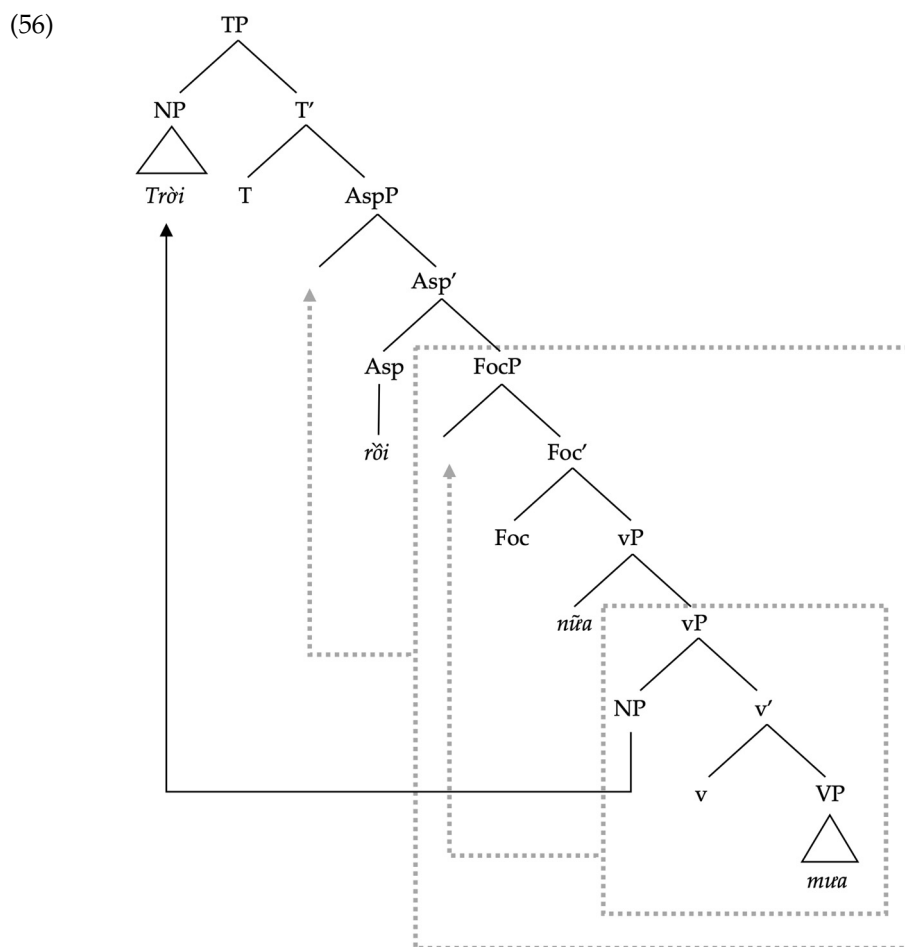 (56)
TP
NP T′
Trời T AspP
Asp′
Asp FocP
rồi Foc′
Foc vP
nữa vP
NP v′
v VP
mưa